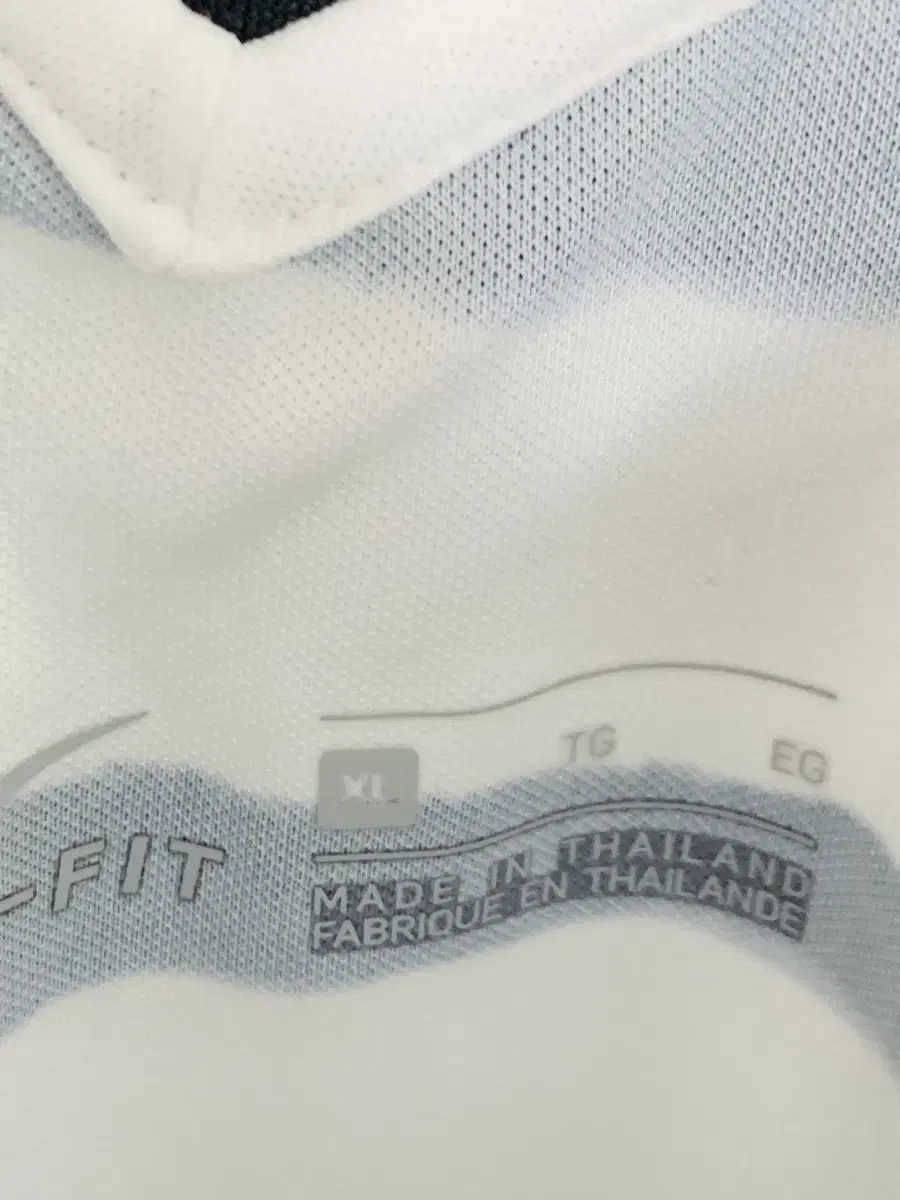 XL TG EG
-FIT
MADE IN THAILAND
FABRIQUE EN THAILANDE